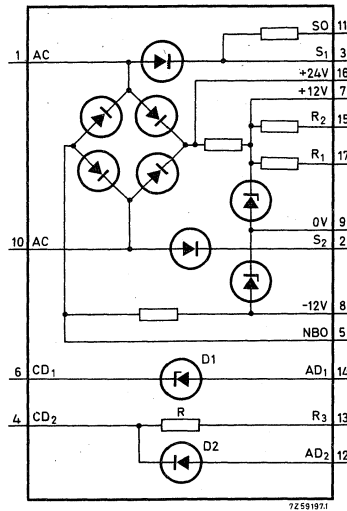 SO 11
1 AC S1 3
+24V 16
+12V 7
R2 15
R1 17
0V 9
10 AC S2 2
-12V 8
NBO 5
D1
6 CD1 AD1 14
R
4 CD2 R3 13
D2
AD2 12
7Z59197.1